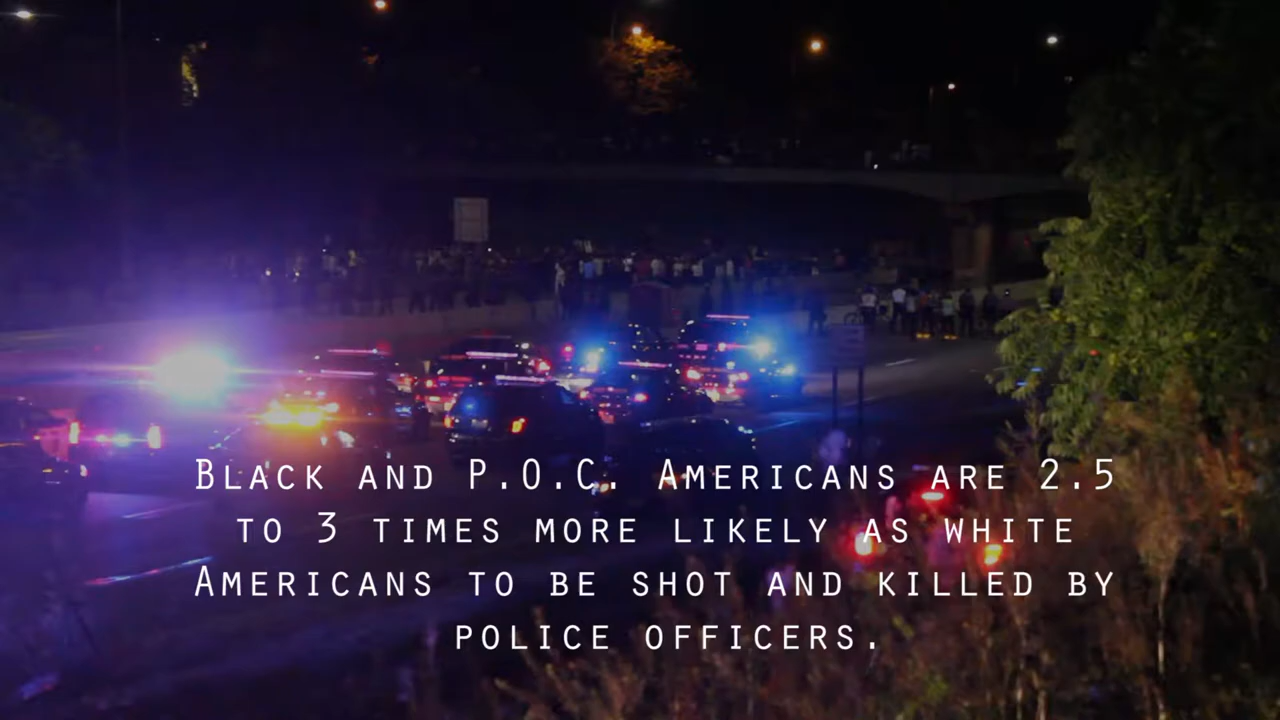 Black and P.O.C. Americans are 2.5
to 3 times more likely as white
Americans to be shot and killed by
police officers.